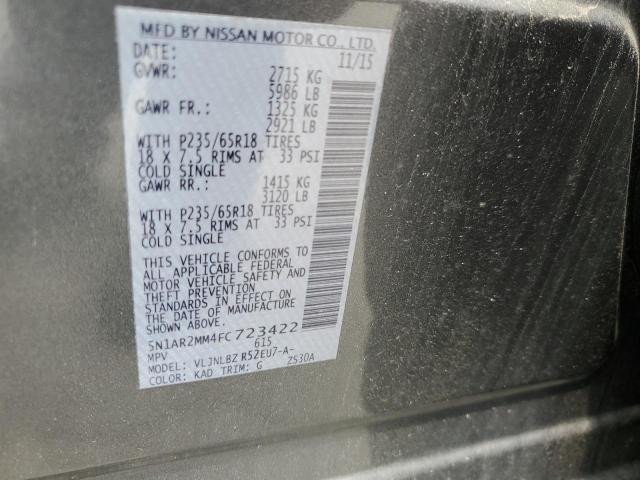 MFD BY NISSAN MOTOR CO., LTD.
DATE: 11/15
GVWR: 2715 KG
5986 LB
GAWR FR.: 1325 KG
2921 LB
WITH P235/65R18 TIRES
18 X 7.5 RIMS AT 33 PSI
COLD SINGLE
GAWR RR.: 1415 KG
3120 LB
WITH P235/65R18 TIRES
18 X 7.5 RIMS AT 33 PSI
COLD SINGLE
THIS VEHICLE CONFORMS TO
ALL APPLICABLE FEDERAL
MOTOR VEHICLE SAFETY AND
THEFT PREVENTION
STANDARDS IN EFFECT ON
THE DATE OF MANUFACTURE
SHOWN ABOVE.
5N1AR2MM4FC723422
MPV 615
MODEL: VLJNLBZ R52EU7-A-
COLOR: KAD TRIM: G ZS30A